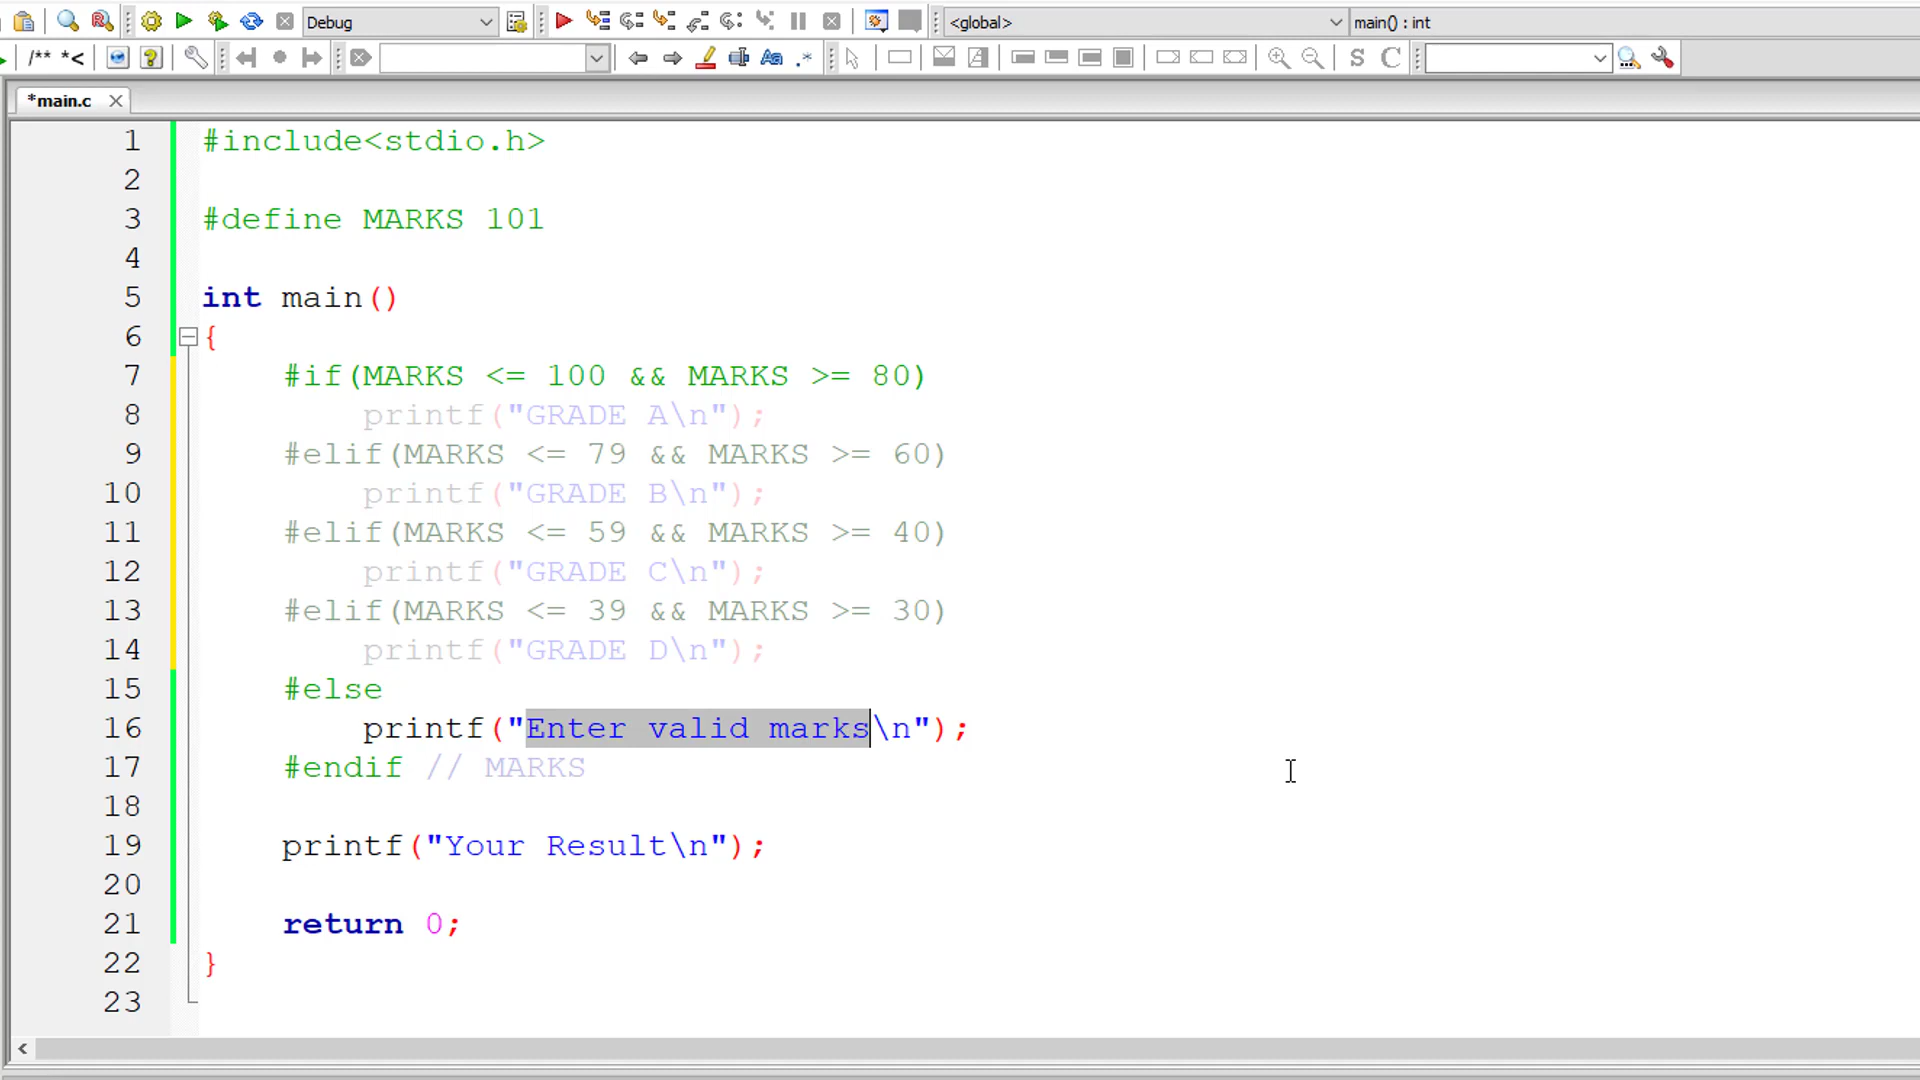 Debug
<global>
main() : int
/** *<
Aa
.*
S
C
*main.c
1 #include<stdio.h>
2
3 #define MARKS 101
4
5 int main()
6 {
7 #if(MARKS <= 100 && MARKS >= 80)
8 printf("GRADE A\n");
9 #elif(MARKS <= 79 && MARKS >= 60)
10 printf("GRADE B\n");
11 #elif(MARKS <= 59 && MARKS >= 40)
12 printf("GRADE C\n");
13 #elif(MARKS <= 39 && MARKS >= 30)
14 printf("GRADE D\n");
15 #else
16 printf("Enter valid marks\n");
17 #endif // MARKS
18
19 printf("Your Result\n");
20
21 return 0;
22 }
23